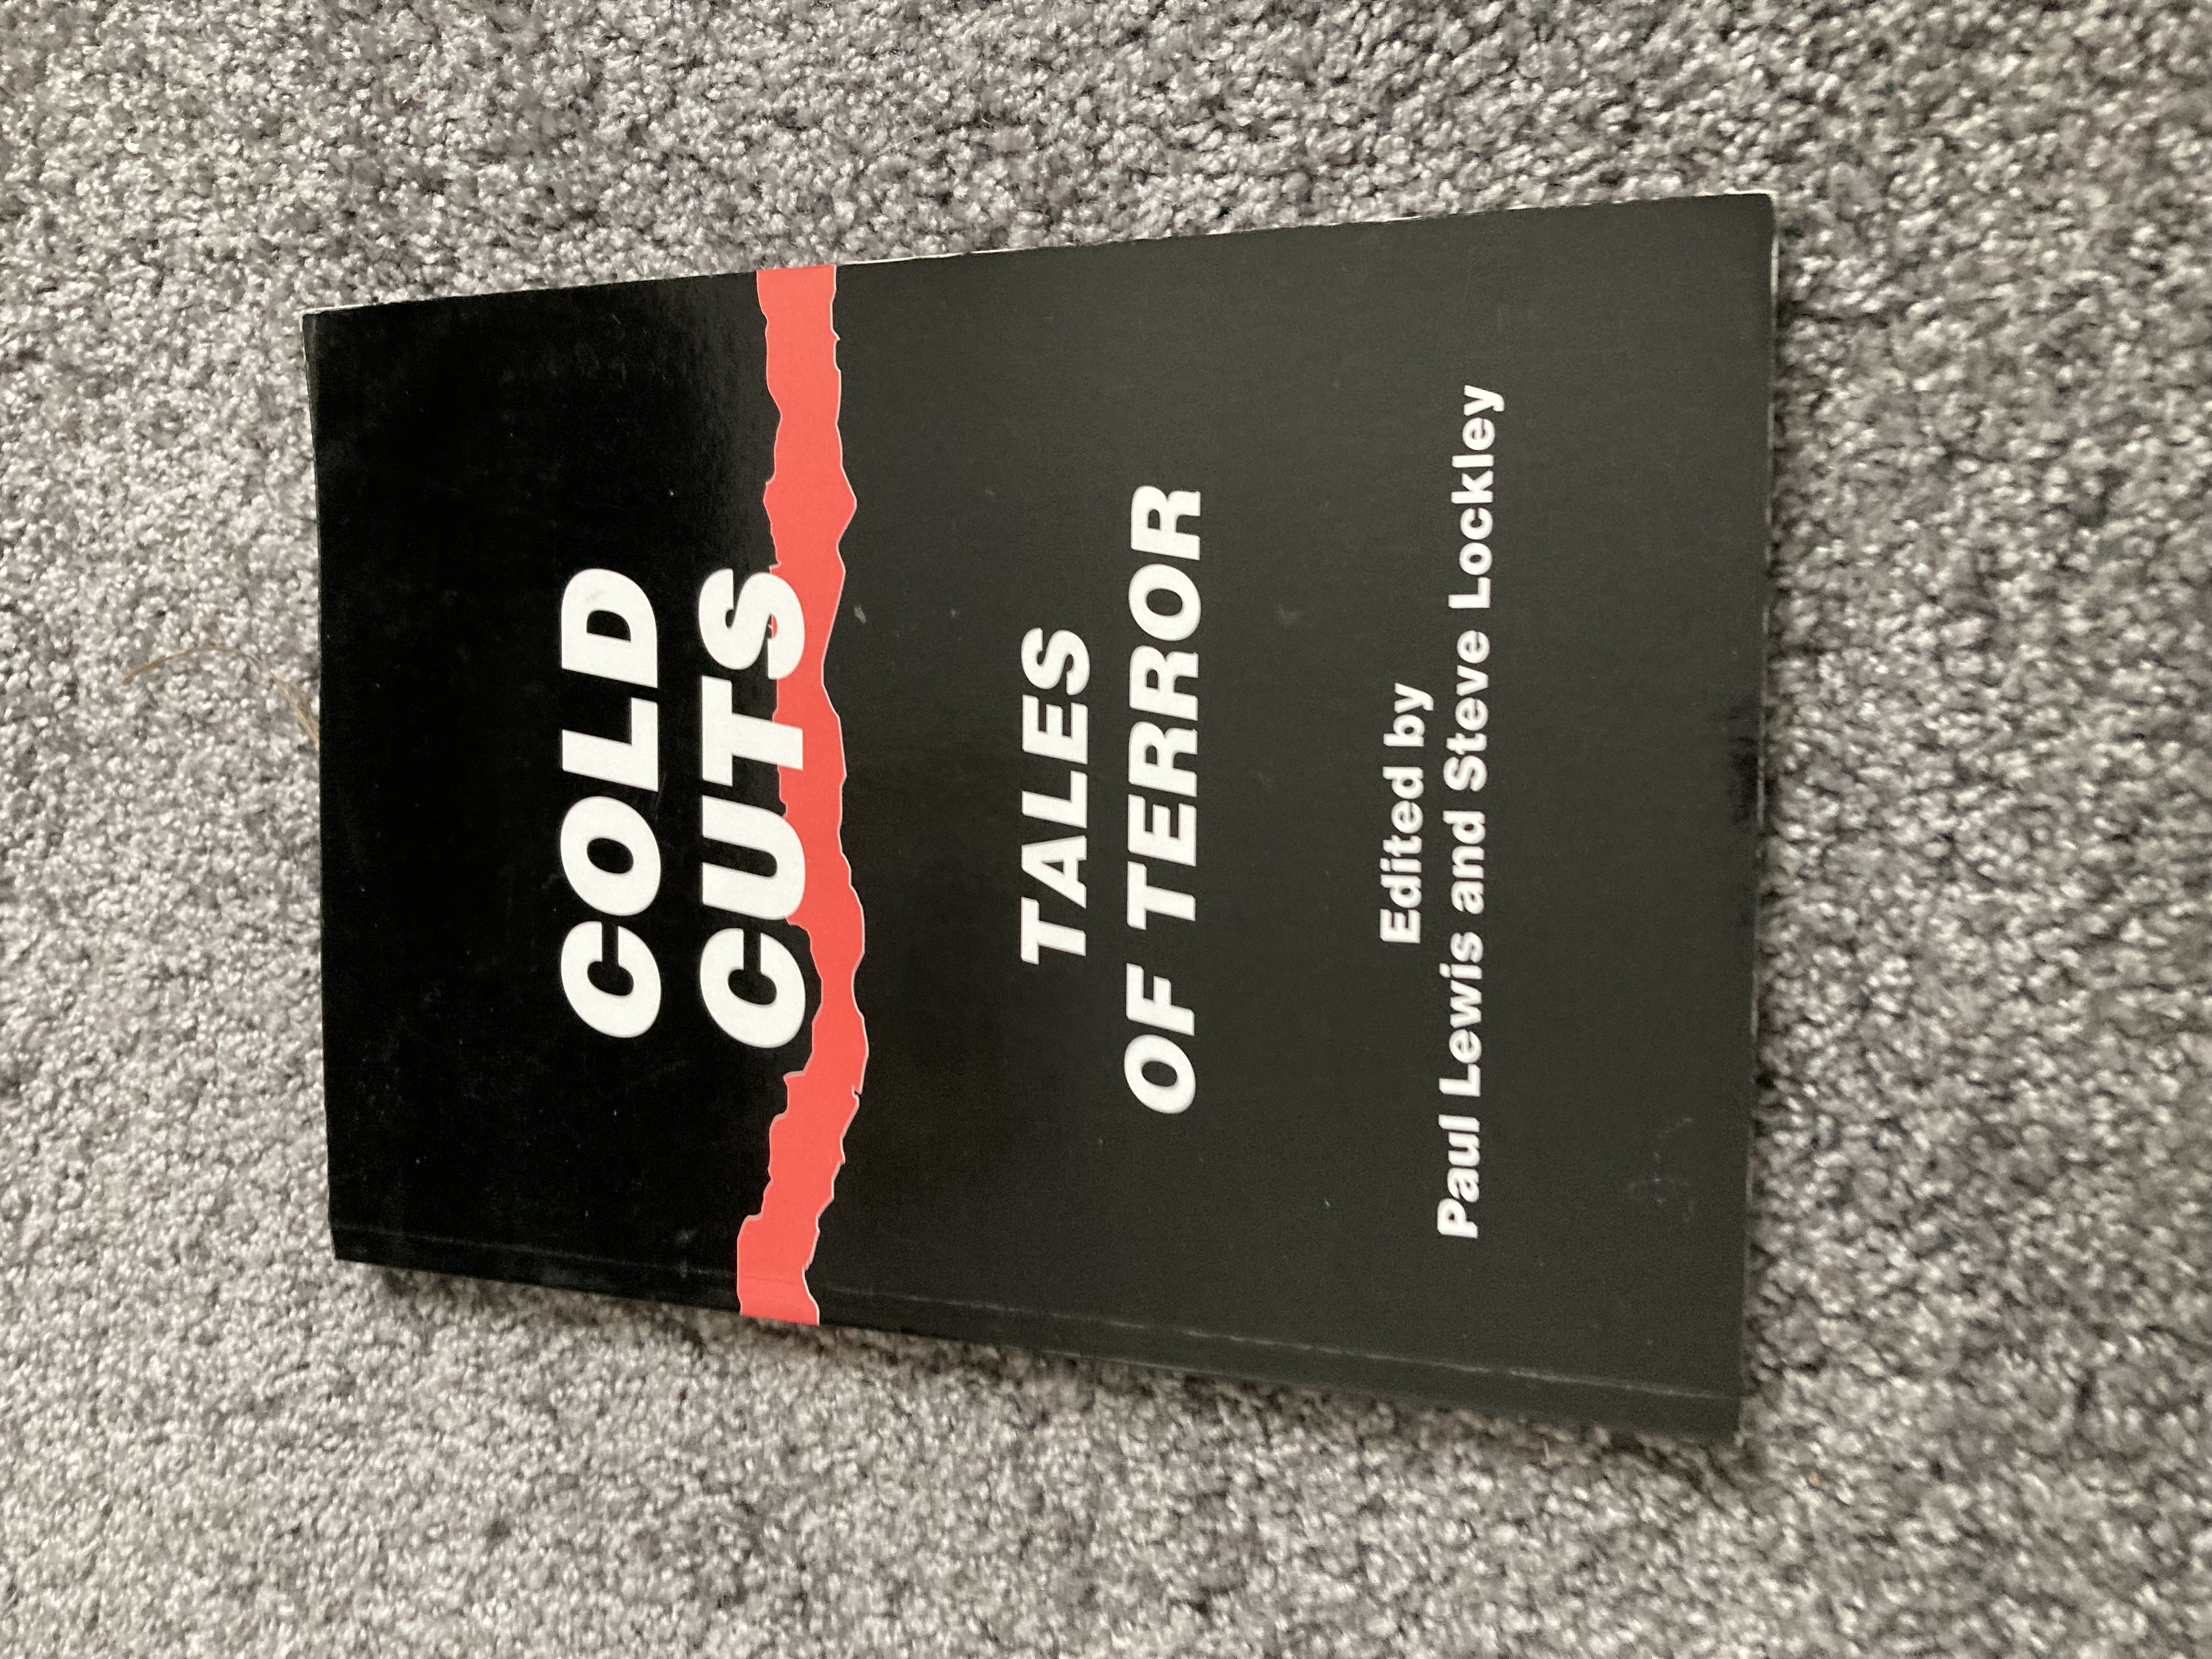 COLD
CUTS
TALES
OF TERROR
Edited by
Paul Lewis and Steve Lockley